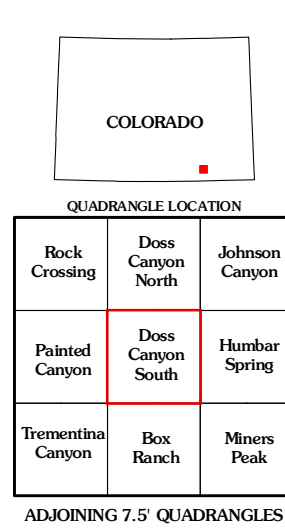 COLORADO
QUADRANGLE LOCATION
Rock
Crossing
Doss
Canyon
North
Johnson
Canyon
Painted
Canyon
Doss
Canyon
South
Humbar
Spring
Trementina
Canyon
Box
Ranch
Miners
Peak
ADJOINING 7.5' QUADRANGLES